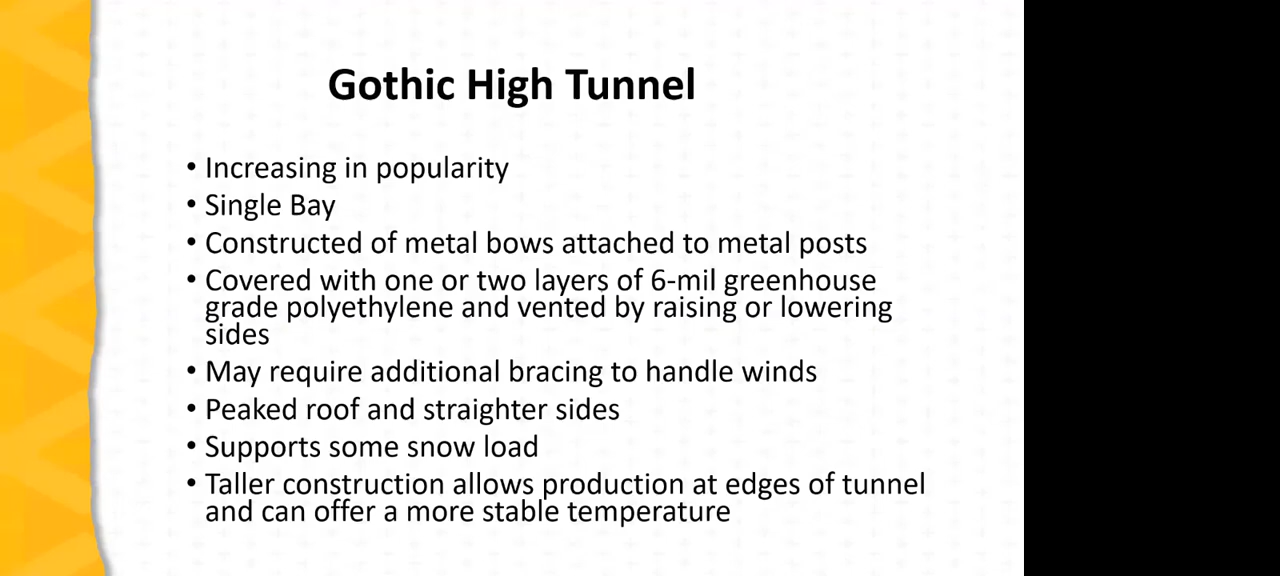 Gothic High Tunnel
• Increasing in popularity
• Single Bay
• Constructed of metal bows attached to metal posts
• Covered with one or two layers of 6-mil greenhouse
grade polyethylene and vented by raising or lowering
sides
• May require additional bracing to handle winds
• Peaked roof and straighter sides
• Supports some snow load
• Taller construction allows production at edges of tunnel
and can offer a more stable temperature